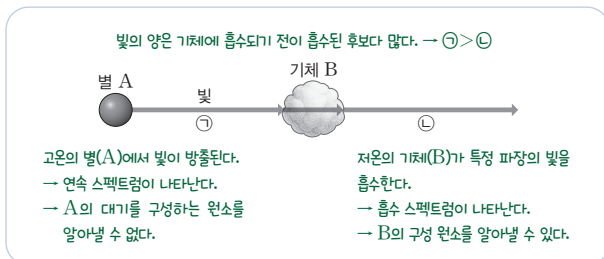 빛의 양은 기체에 흡수되기 전이 흡수된 후보다 많다. → ㉠>㉡
별 A
빛
기체 B
㉠
㉡
고온의 별(A)에서 빛이 방출된다.
→ 연속 스펙트럼이 나타난다.
→ A의 대기를 구성하는 원소를
알아낼 수 없다.
저온의 기체(B)가 특정 파장의 빛을
흡수한다.
→ 흡수 스펙트럼이 나타난다.
→ B의 구성 원소를 알아낼 수 있다.